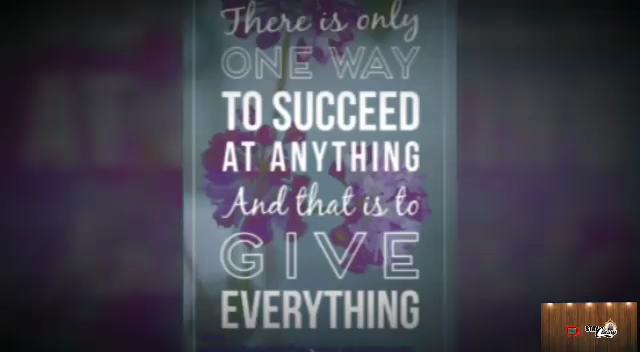 There is only
ONE WAY
TO SUCCEED
AT ANYTHING
And that is to
GIVE
EVERYTHING